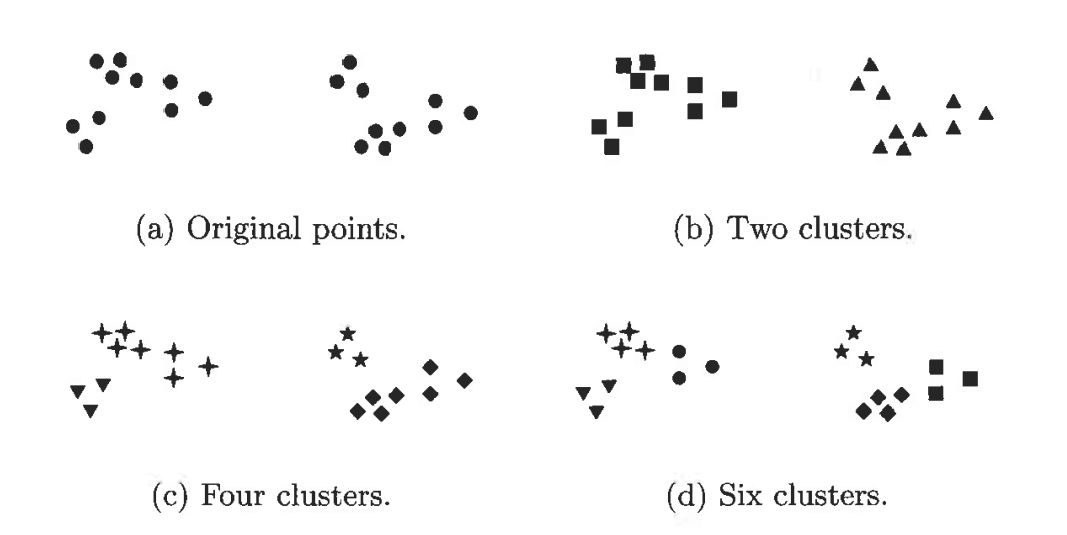 (a) Original points.
(b) Two clusters.
(c) Four clusters.
(d) Six clusters.